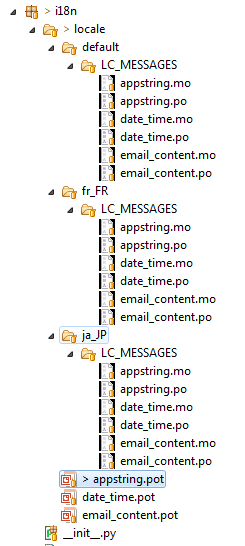 > i18n
> locale
default
LC_MESSAGES
appstring.mo
appstring.po
date_time.mo
date_time.po
email_content.mo
email_content.po
fr_FR
LC_MESSAGES
appstring.mo
appstring.po
date_time.mo
date_time.po
email_content.mo
email_content.po
ja_JP
LC_MESSAGES
appstring.mo
appstring.po
date_time.mo
date_time.po
email_content.mo
email_content.po
> appstring.pot
date_time.pot
email_content.pot
__init__.py